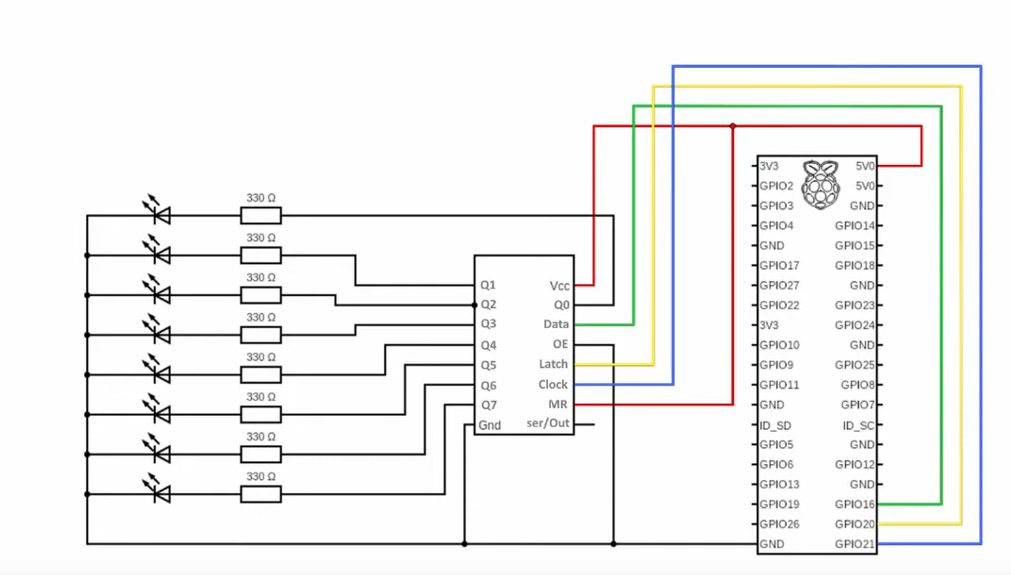 330 Ω
330 Ω
330 Ω
330 Ω
330 Ω
330 Ω
330 Ω
330 Ω
Q1 Vcc
Q2 Q0
Q3 Data
Q4 OE
Q5 Latch
Q6 Clock
Q7 MR
Gnd ser/Out
3V3 5V0
GPIO2 5V0
GPIO3 GND
GPIO4 GPIO14
GND GPIO15
GPIO17 GPIO18
GPIO27 GND
GPIO22 GPIO23
3V3 GPIO24
GPIO10 GND
GPIO9 GPIO25
GPIO11 GPIO8
GND GPIO7
ID_SD ID_SC
GPIO5 GND
GPIO6 GPIO12
GPIO13 GND
GPIO19 GPIO16
GPIO26 GPIO20
GND GPIO21